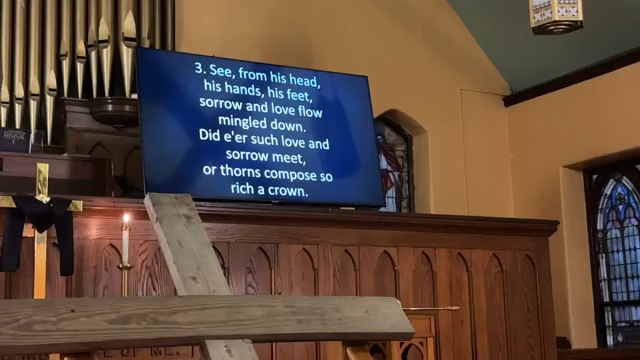 3. See, from his head,
his hands, his feet,
sorrow and love flow
mingled down.
Did e'er such love and
sorrow meet,
or thorns compose so
rich a crown.
HYMNAL